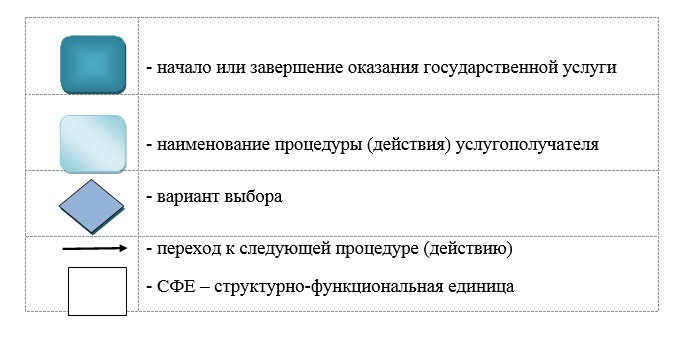 - начало или завершение оказания государственной услуги
- наименование процедуры (действия) услугополучателя
- вариант выбора
- переход к следующей процедуре (действию)
- СФЕ – структурно-функциональная единица